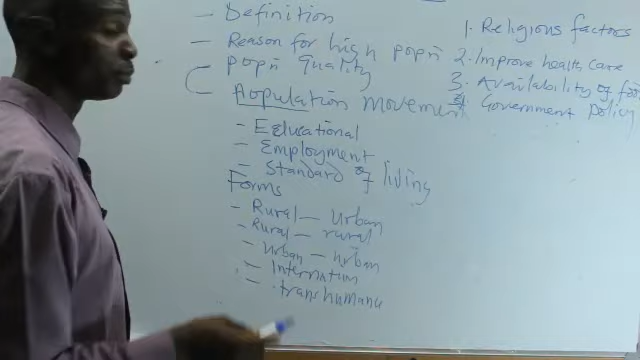 - Definition
- Reason for high popn
popn Quality
C Population movement
- Educational
- Employment
- Standard of living
Forms
- Rural - Urban
- Rural - rural
- Urban - Urban
- Internation
- transhumance
1. Religious factors
2. Improve health care
3. Availability of foo
4. Government policy